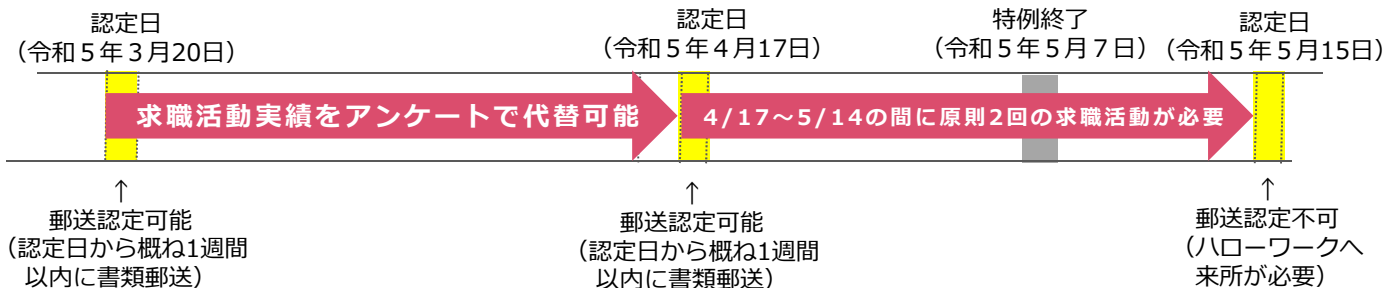 認定日
（令和５年３月20日）
認定日
（令和５年４月17日）
特例終了
（令和５年５月７日）
認定日
（令和５年５月15日）
求職活動実績をアンケートで代替可能
4/17～5/14の間に原則2回の求職活動が必要
↑
郵送認定可能
（認定日から概ね1週間
以内に書類郵送）
↑
郵送認定可能
（認定日から概ね1週間
以内に書類郵送）
↑
郵送認定不可
（ハローワークへ
来所が必要）